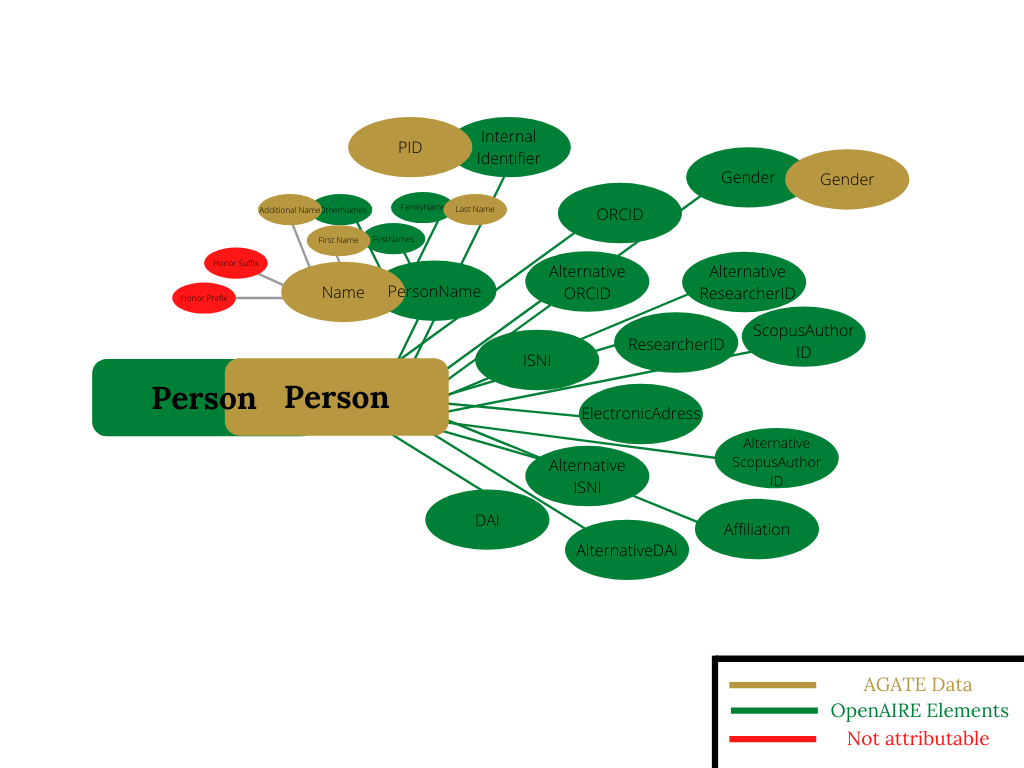 PID
Internal
Identifier
Gender
Gender
Additional Name
OtherNames
FamilyName
Last Name
ORCID
First Name
FirstNames
Honor Suffix
Alternative
ORCID
Alternative
ResearcherID
Honor Prefix
Name
PersonName
ISNI
ResearcherID
ScopusAuthor
ID
Person
Person
ElectronicAdress
Alternative
ScopusAuthor
ID
Alternative
ISNI
DAI
Affiliation
AlternativeDAI
AGATE Data
OpenAIRE Elements
Not attributable